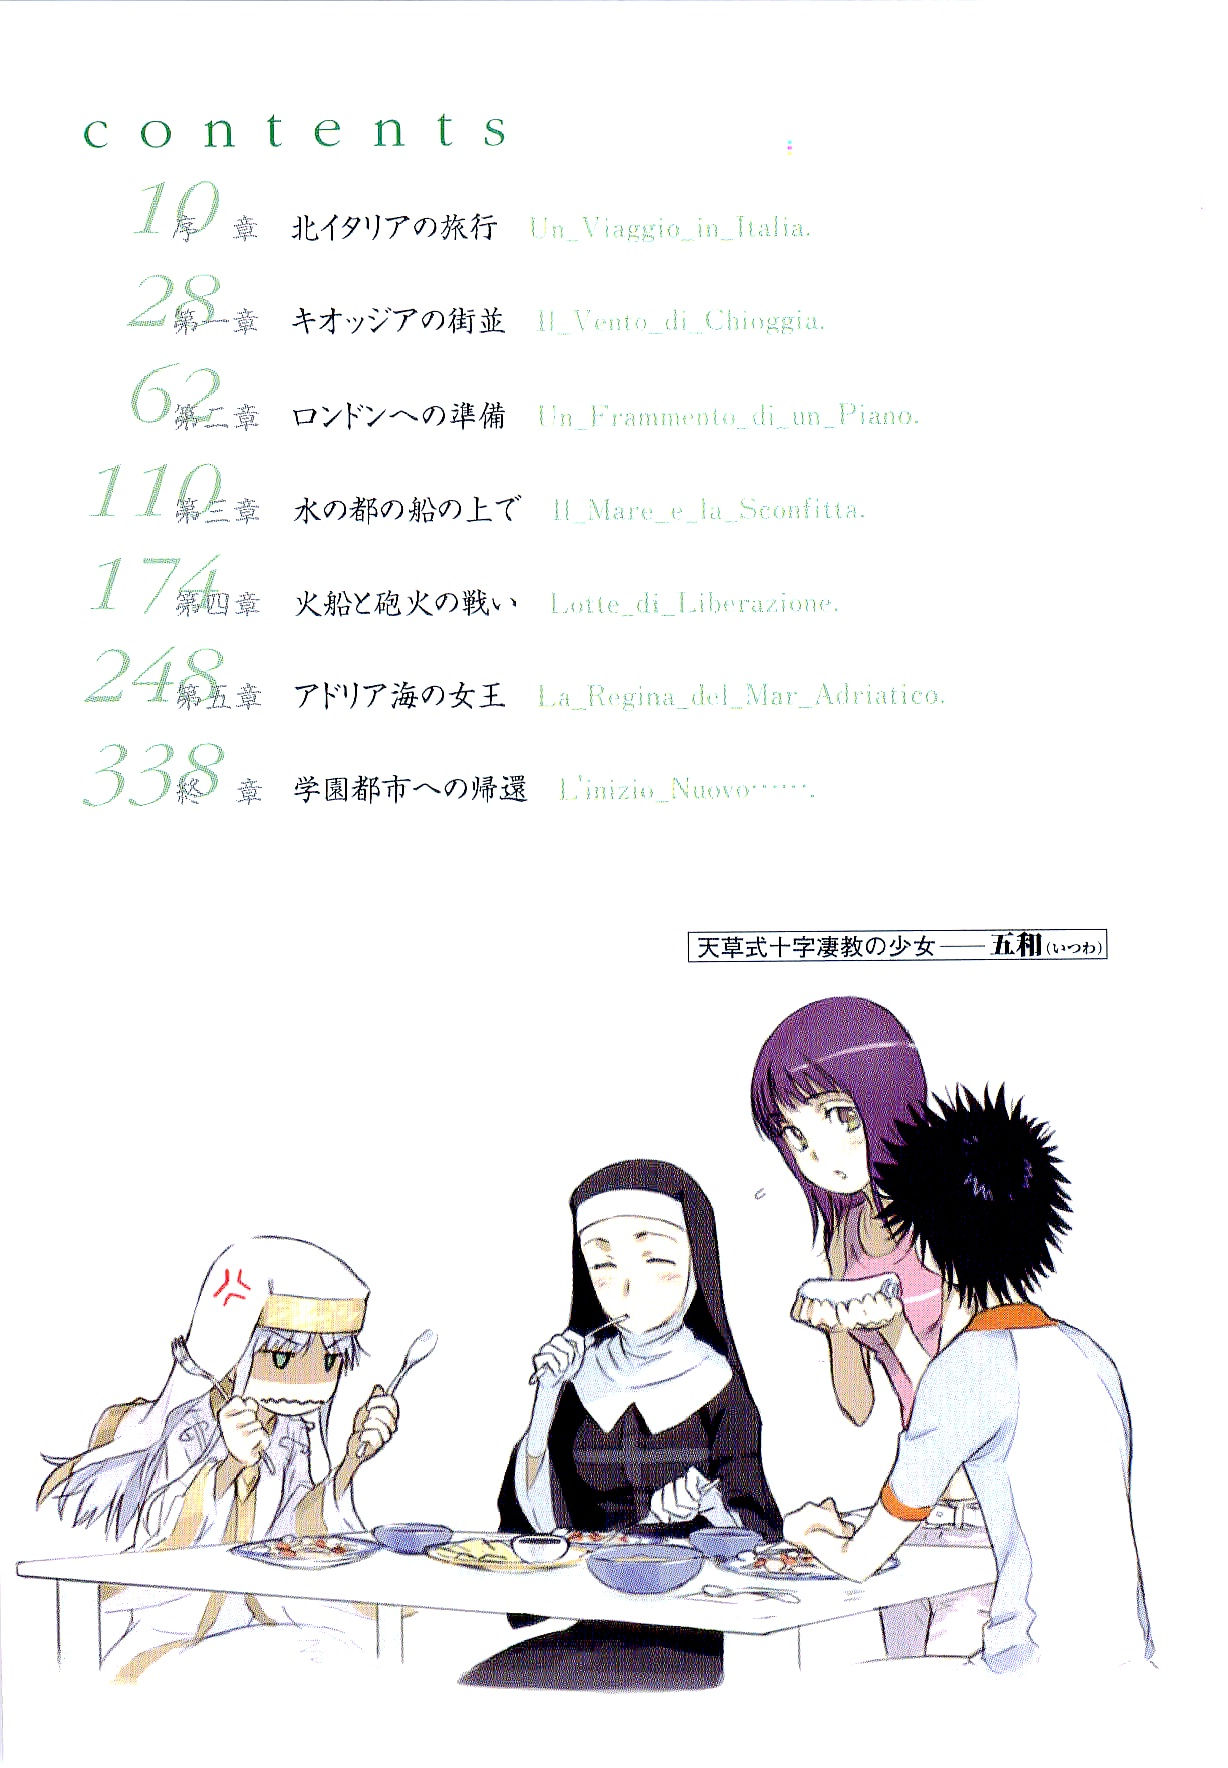 contents
10 序章 北イタリアの旅行 Un_Viaggio_in_Italia.
28 第一章 キオッジアの街並 Il_Vento_di_Chioggia.
62 第二章 ロンドンへの準備 Un_Frammento_di_un_Piano.
110 第三章 水の都の船の上で Il_Mare_e_la_Sconfitta.
174 第四章 火船と砲火の戦い Lotte_di_Liberazione.
248 第五章 アドリア海の女王 La_Regina_del_Mar_Adriatico.
338 終章 学園都市への帰還 L'inizio_Nuovo…….
天草式十字凄教の少女――五和(いつわ)